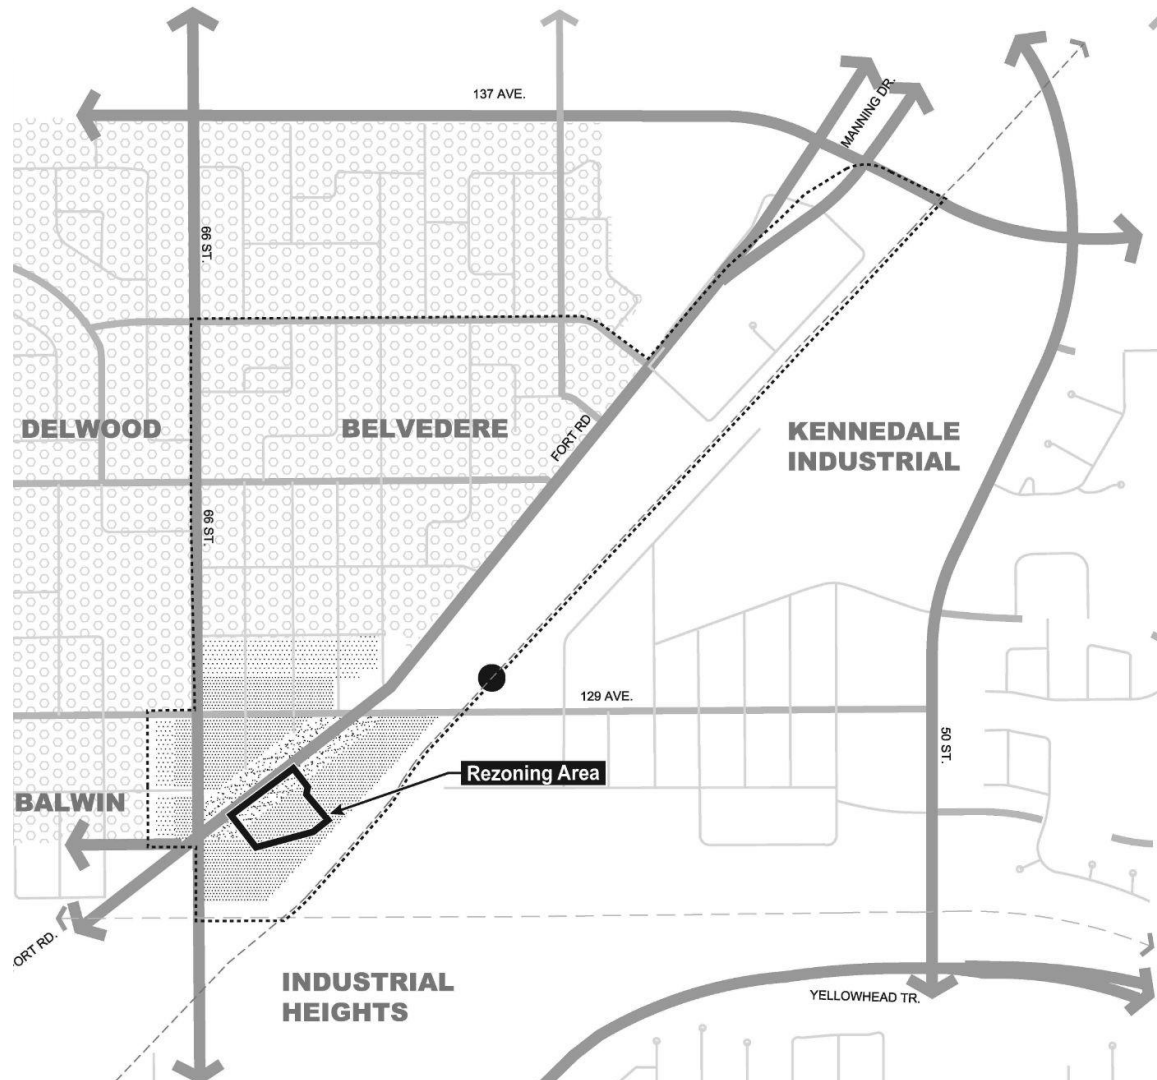 137 AVE.
MANNING DR.
66 ST.
DELWOOD
BELVEDERE
FORT RD
KENNEDALE
INDUSTRIAL
66 ST.
129 AVE.
50 ST.
Rezoning Area
BALWIN
ORT RD.
INDUSTRIAL
HEIGHTS
YELLOWHEAD TR.